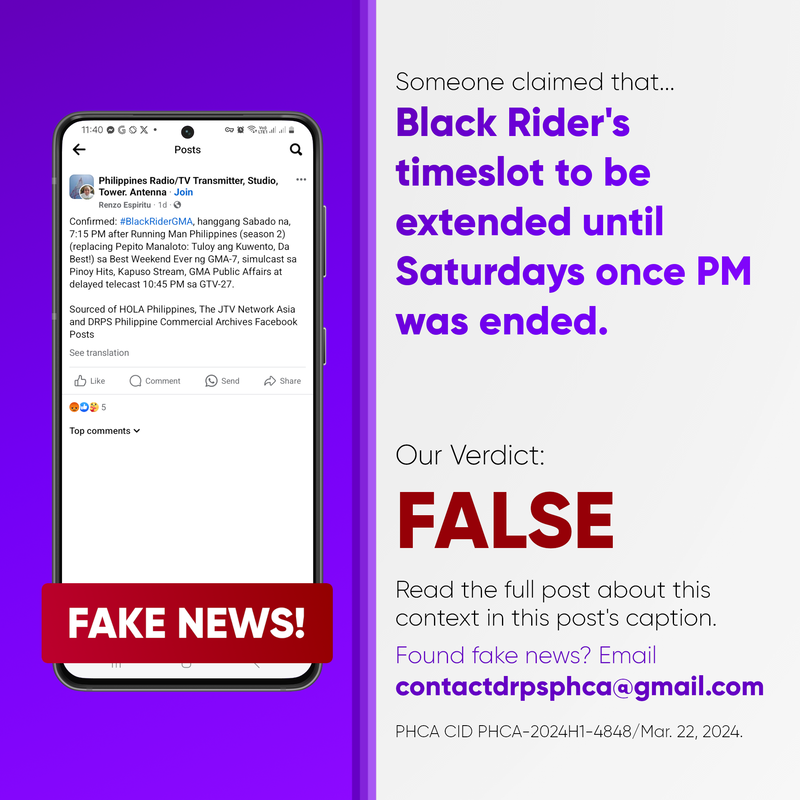 11:40
Posts
Philippines Radio/TV Transmitter, Studio,
Tower. Antenna · Join
Renzo Espiritu · 1d ·
Confirmed: #BlackRiderGMA, hanggang Sabado na,
7:15 PM after Running Man Philippines (season 2)
(replacing Pepito Manaloto: Tuloy ang Kuwento, Da
Best!) sa Best Weekend Ever ng GMA-7, simulcast sa
Pinoy Hits, Kapuso Stream, GMA Public Affairs at
delayed telecast 10:45 PM sa GTV-27.
Sourced of HOLA Philippines, The JTV Network Asia
and DRPS Philippine Commercial Archives Facebook
Posts
See translation
Like Comment Send Share
5
Top comments
FAKE NEWS!
Someone claimed that...
Black Rider's
timeslot to be
extended until
Saturdays once PM
was ended.
Our Verdict:
FALSE
Read the full post about this
context in this post's caption.
Found fake news? Email
contactdrpsphca@gmail.com
PHCA CID PHCA-2024H1-4848/Mar. 22, 2024.